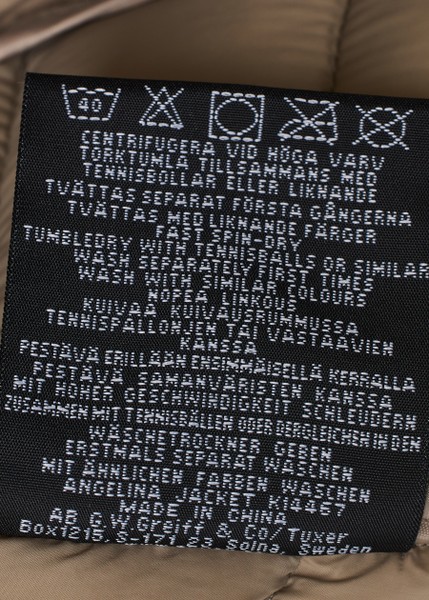 40
CENTRIFUGERA VID HÖGA VARV
TORKTUMLA TILLSAMMANS MED
TENNISBOLLAR ELLER LIKNANDE
TVÄTTAS SEPARAT FÖRSTA GÅNGERNA
TVÄTTAS MED LIKNANDE FÄRGER
FAST SPIN-DRY
TUMBLEDRY WITH TENNISBALLS OR SIMILAR
WASH SEPARATELY FIRST TIMES
WASH WITH SIMILAR COLOURS
NOPEA LINKOUS
KUIVAA KUIVAUSRUMMUSSA
TENNISPALLONJEN TAI VASTAAVIEN
KANSSA
PESTÄVÄ ERILLÄÄN ENSIMMAISELLÄ KERRALLA
PESTÄVÄ SAMANVÄRISTEN KANSSA
MIT HOHER GESCHWINDIGKEIT SCHLEUDERN
ZUSAMMEN MIT TENNISBÄLLEN ODER DERGLEICHEN IN DEN
WÄSCHETROCKNER GEBEN
ERSTMALS SEPARAT WASCHEN
MIT ÄHNLICHEN FARBEN WASCHEN
ANGELINA JACKET K14467
MADE IN CHINA
AB G.W.Greiff & Co/Tuxer
Box1215, S-171 23 Solna, Sweden